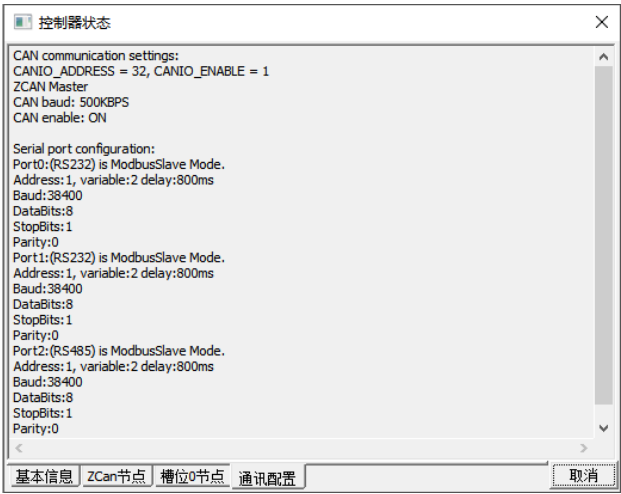 控制器状态
CAN communication settings:
CANIO_ADDRESS = 32, CANIO_ENABLE = 1
ZCAN Master
CAN baud: 500KBPS
CAN enable: ON
Serial port configuration:
Port0:(RS232) is ModbusSlave Mode.
Address:1, variable:2 delay:800ms
Baud:38400
DataBits:8
StopBits:1
Parity:0
Port1:(RS232) is ModbusSlave Mode.
Address:1, variable:2 delay:800ms
Baud:38400
DataBits:8
StopBits:1
Parity:0
Port2:(RS485) is ModbusSlave Mode.
Address:1, variable:2 delay:800ms
Baud:38400
DataBits:8
StopBits:1
Parity:0
基本信息 ZCan节点 槽位0节点 通讯配置 取消